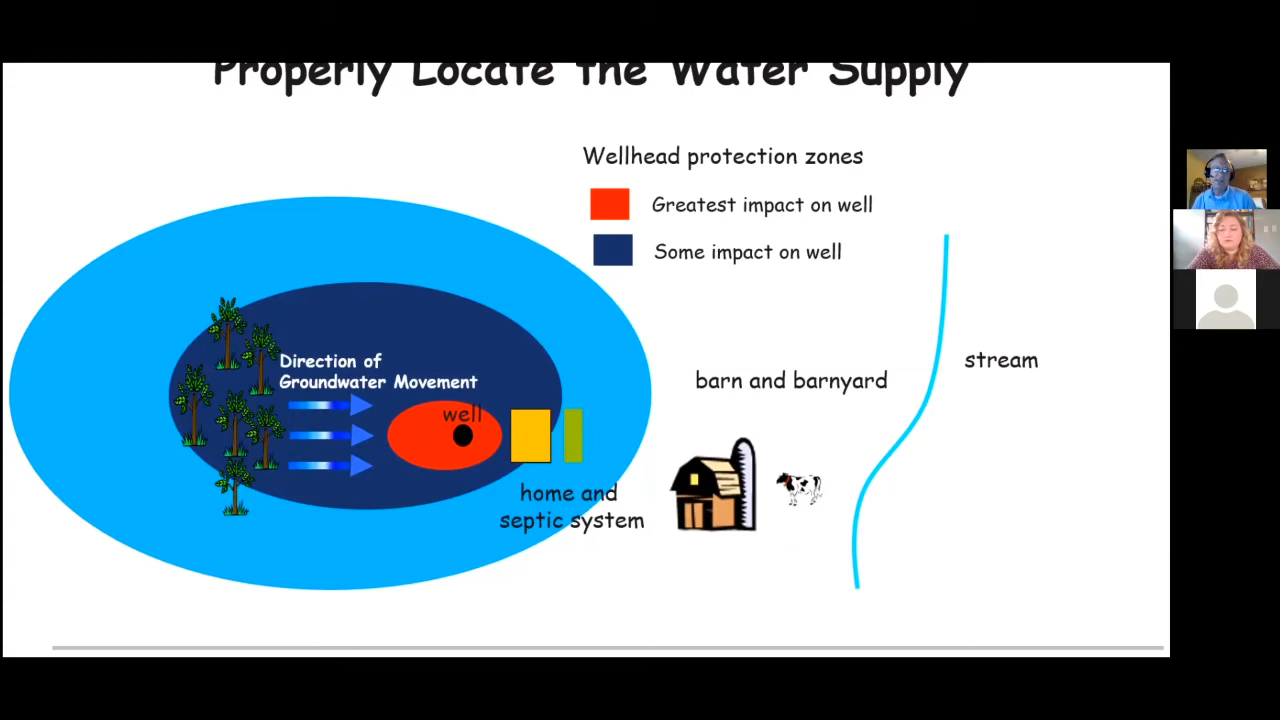 Properly Locate the Water Supply
Wellhead protection zones
Greatest impact on well
Some impact on well
stream
Direction of
Groundwater Movement
barn and barnyard
well
home and
septic system